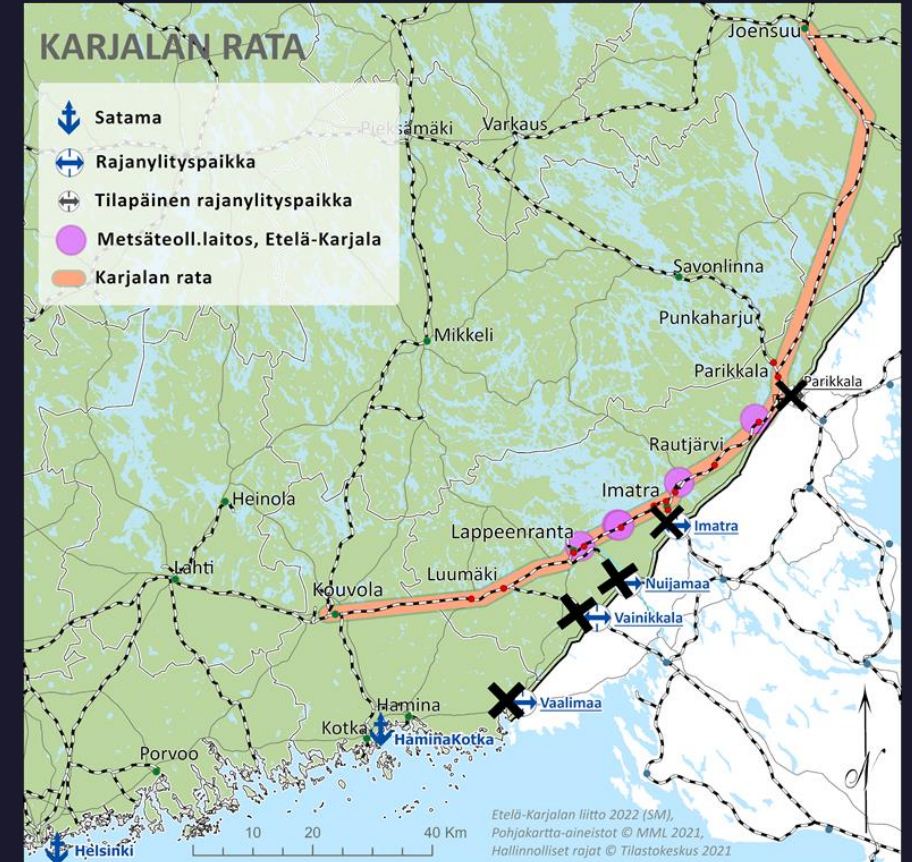 KARJALAN RATA
Satama
Rajanylityspaikka
Tilapäinen rajanylityspaikka
Metsäteoll.laitos, Etelä-Karjala
Karjalan rata
Joensuu
Pieksämäki
Varkaus
Savonlinna
Punkaharju
Mikkeli
Parikkala
Parikkala
Rautjärvi
Imatra
Heinola
Imatra
Lappeenranta
Lahti
Luumäki
Nuijamaa
Kouvola
Vainikkala
Vaalimaa
Hamina
Kotka
HaminaKotka
Porvoo
Helsinki
10 20 40 Km
Etelä-Karjalan liitto 2022 (SM),
Pohjakartta-aineistot © MML 2021,
Hallinnolliset rajat © Tilastokeskus 2021